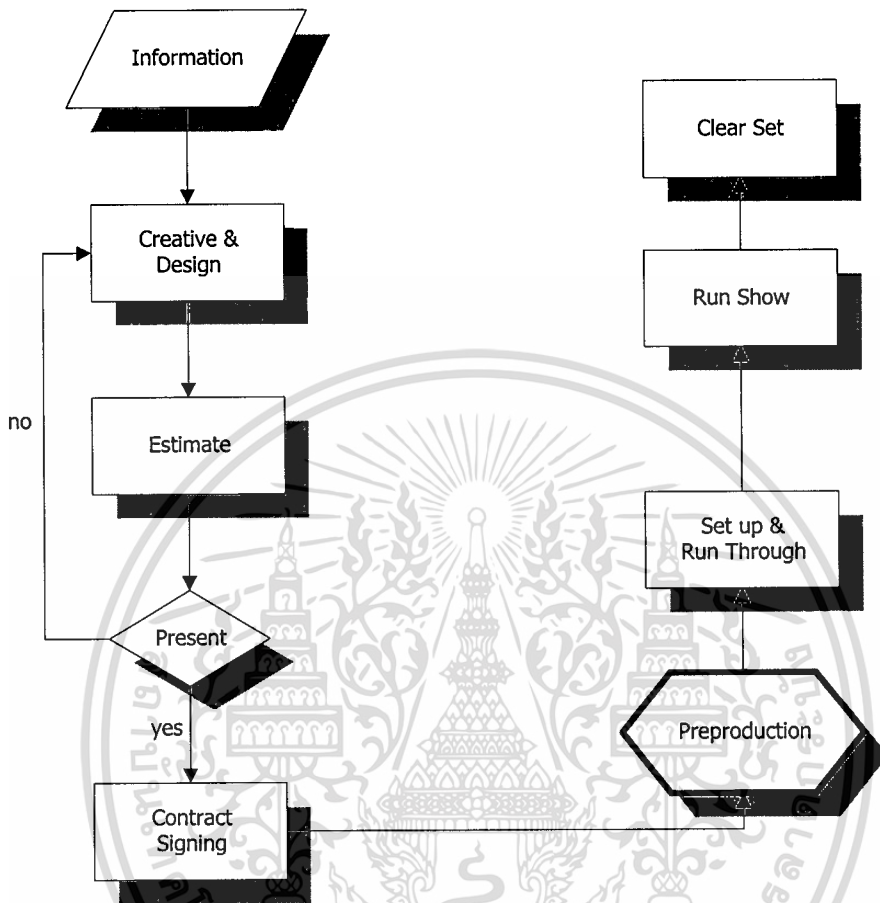 Information
Creative &
Design
no
Estimate
Present
yes
Contract
Signing
Preproduction
Set up &
Run Through
Run Show
Clear Set